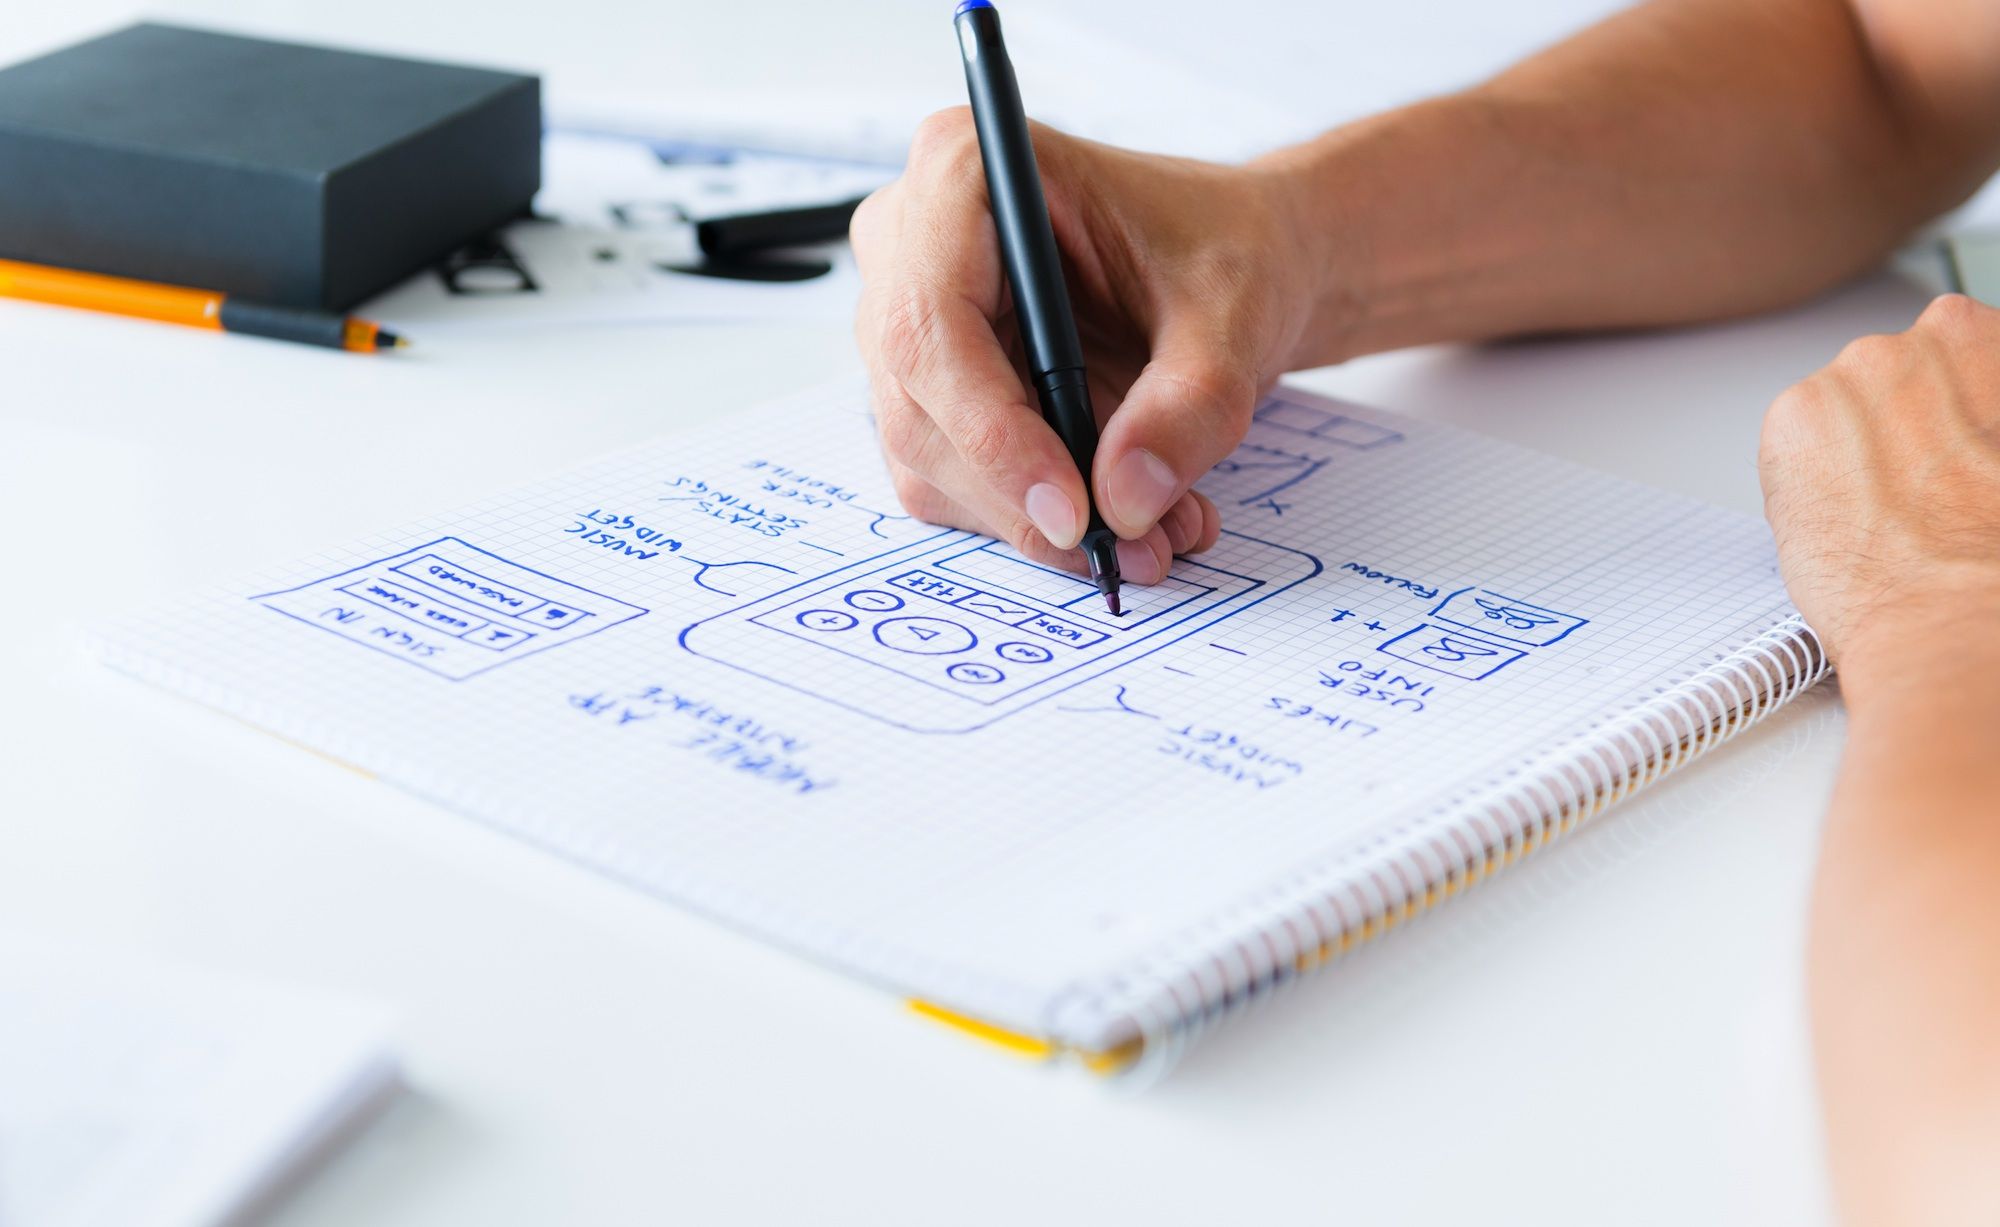 MOBILE APP
INTERFACE
SIGN IN
USER NAME
PASSWORD
MUSIC
WIDGET
STATS/
SETTINGS
USER
PROFILE
MUSIC
WIDGET
LIKES
USER
INFO
+1
FOLLOW
X